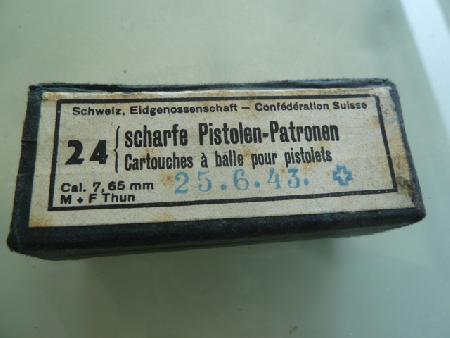 Schweiz, Eidgenossenschaft – Confédération Suisse
24 { scharfe Pistolen-Patronen
Cartouches à balle pour pistolets
Cal. 7,65 mm 25.6.43.
M + F Thun